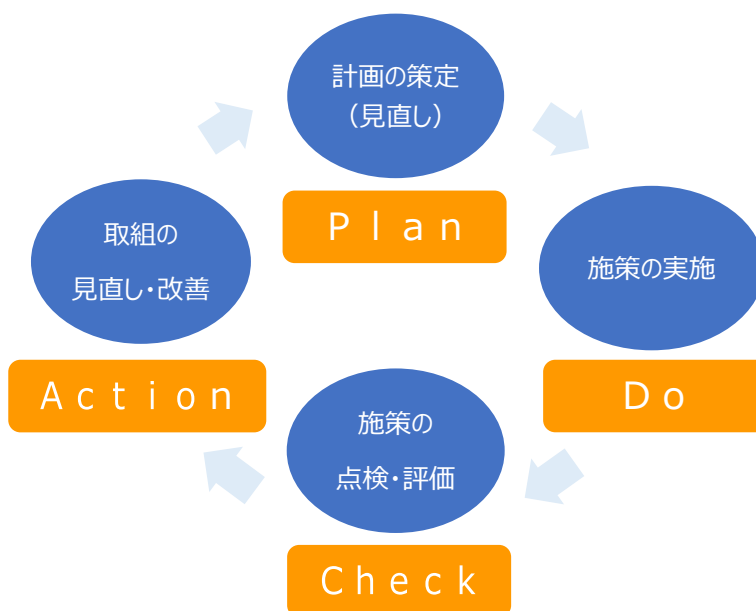 計画の策定
(見直し)
Ｐｌａｎ
施策の実施
Ｄｏ
施策の
点検・評価
Ｃｈｅｃｋ
取組の
見直し・改善
Ａｃｔｉｏｎ